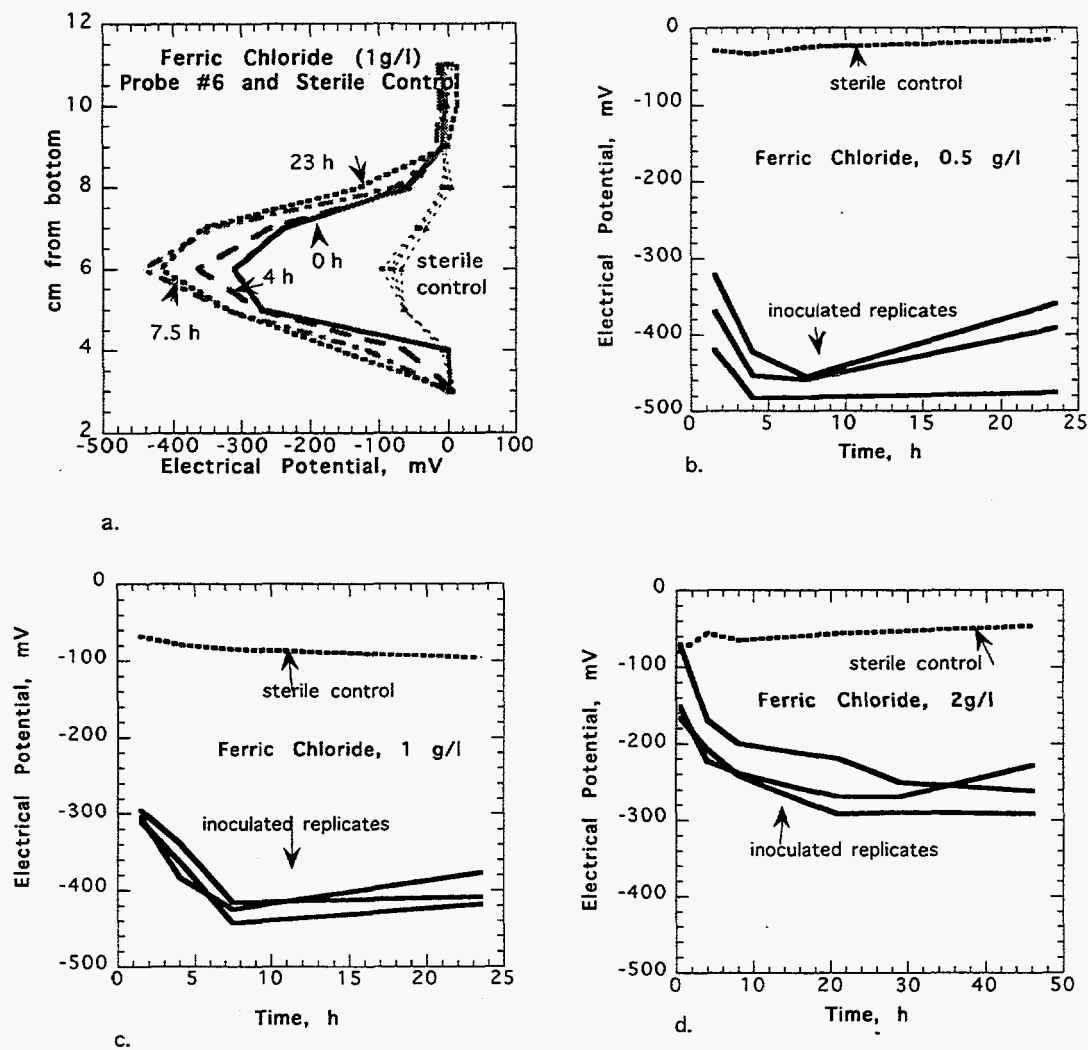 12
10
8
6
4
2
cm from bottom
Ferric Chloride (1g/l)
Probe #6 and Sterile Control
23 h
0 h
4 h
7.5 h
sterile
control
-500 -400 -300 -200 -100 0 100
Electrical Potential, mV
a.
0
-100
-200
-300
-400
-500
Electrical Potential, mV
sterile control
Ferric Chloride, 0.5 g/l
inoculated replicates
0 5 10 15 20 25
Time, h
b.
0
-100
-200
-300
-400
-500
Electrical Potential, mV
sterile control
Ferric Chloride, 1 g/l
inoculated replicates
0 5 10 15 20 25
Time, h
c.
0
-100
-200
-300
-400
-500
Electrical Potential, mV
sterile control
Ferric Chloride, 2g/l
inoculated replicates
0 10 20 30 40 50
Time, h
d.